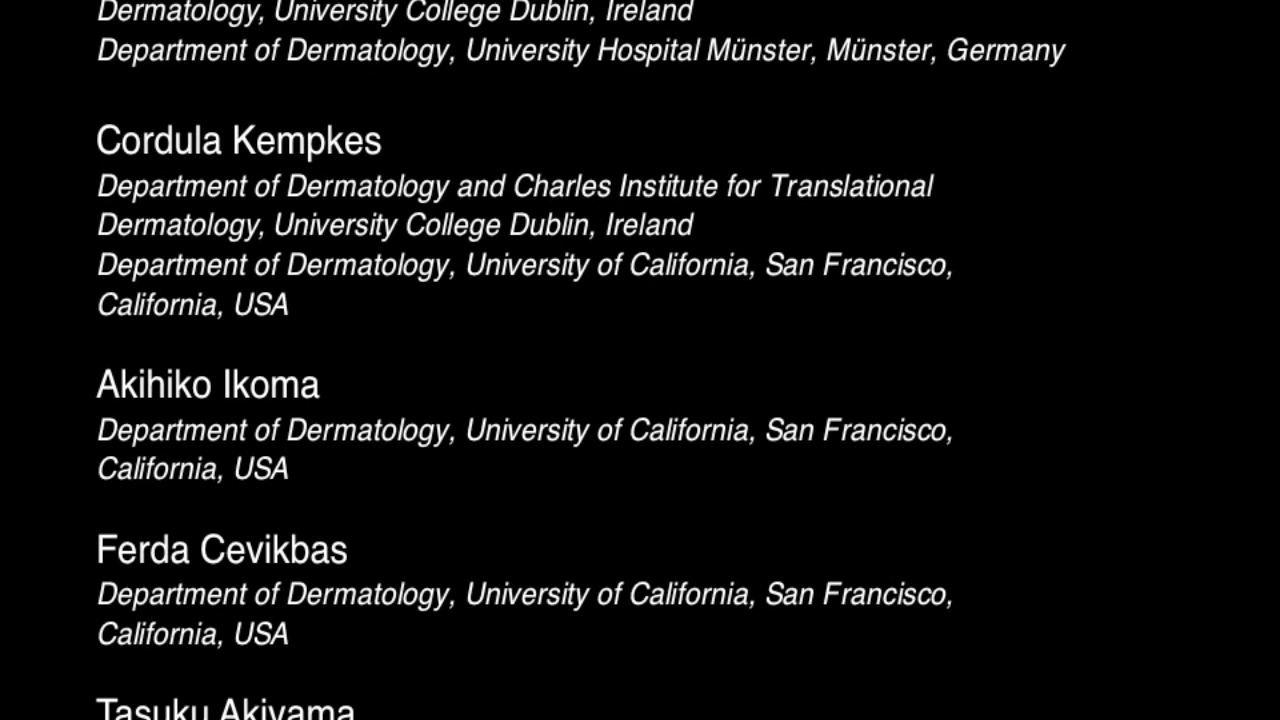 Dermatology, University College Dublin, Ireland
Department of Dermatology, University Hospital Münster, Münster, Germany
Cordula Kempkes
Department of Dermatology and Charles Institute for Translational
Dermatology, University College Dublin, Ireland
Department of Dermatology, University of California, San Francisco,
California, USA
Akihiko Ikoma
Department of Dermatology, University of California, San Francisco,
California, USA
Ferda Cevikbas
Department of Dermatology, University of California, San Francisco,
California, USA
Tasuku Akiyama